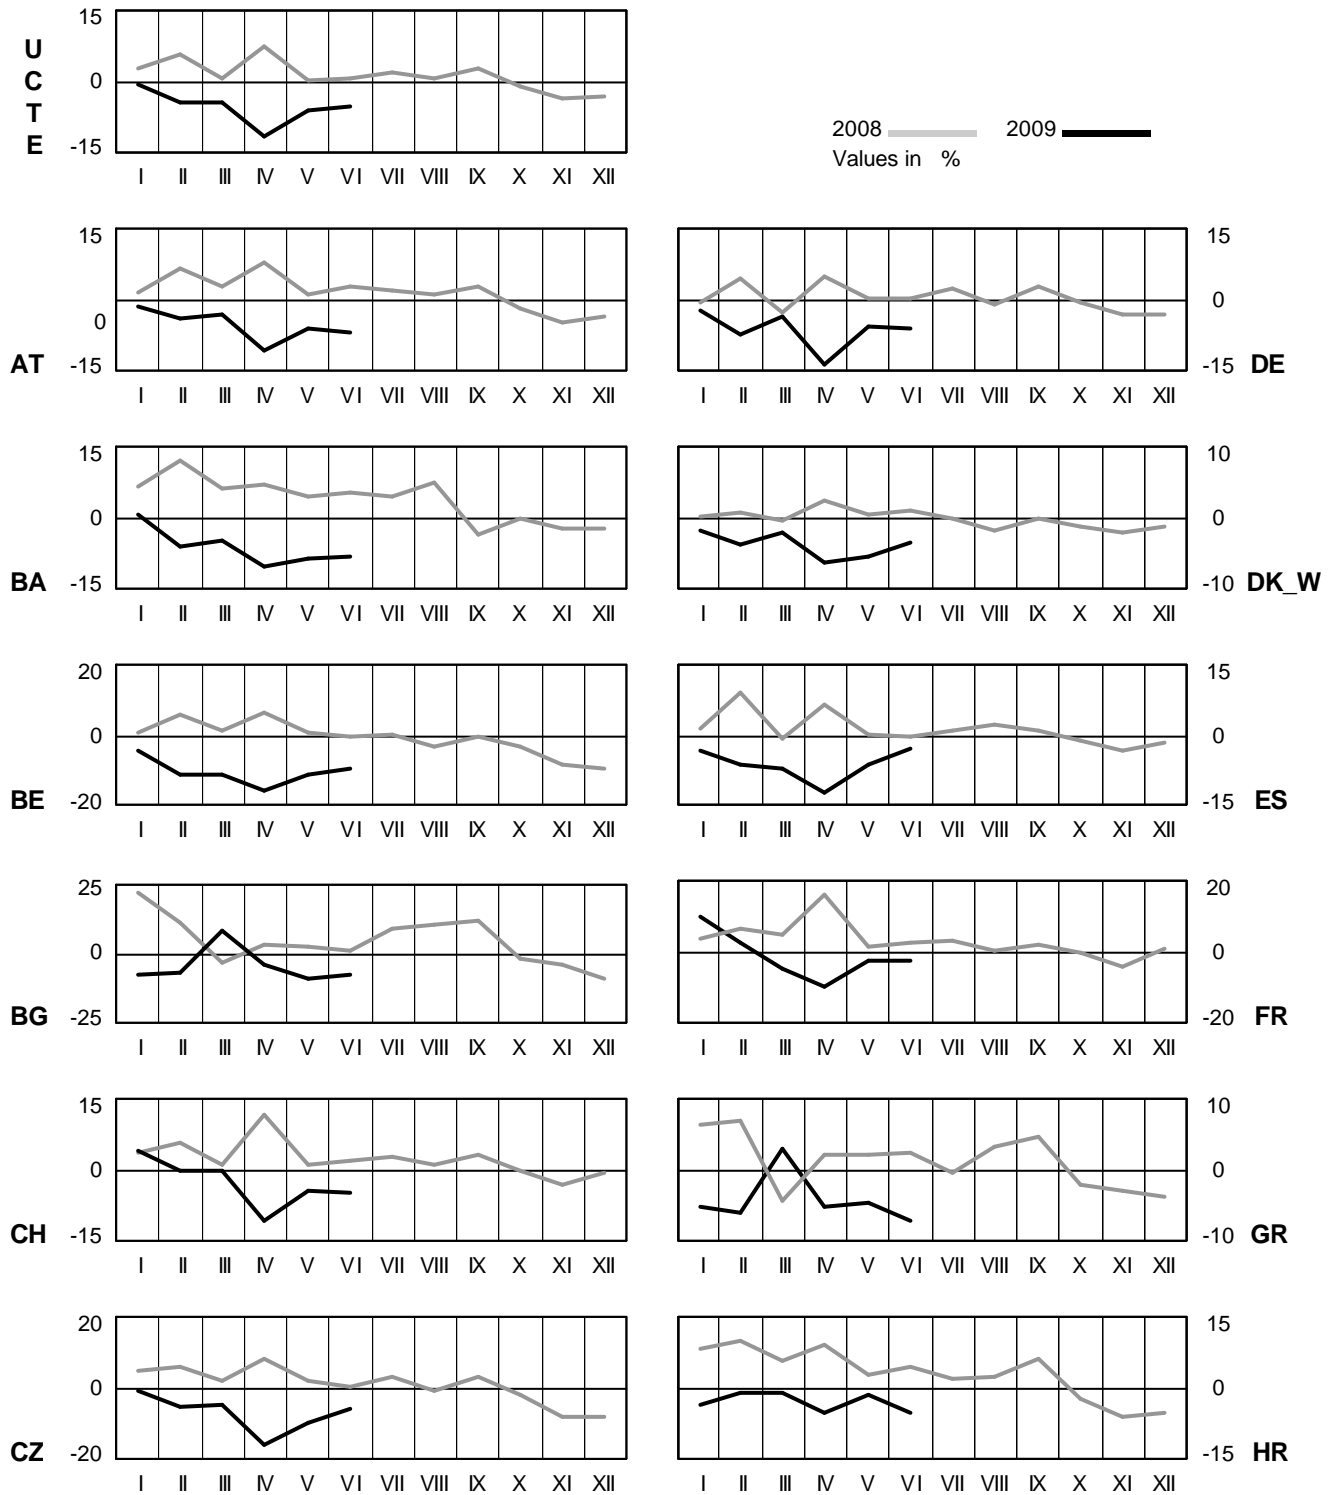 15
U
C
0
T
E
-15
I II III IV V VI VII VIII IX X XI XII
2008 2009
Values in %
15
0
AT -15
I II III IV V VI VII VIII IX X XI XII
15
0
-15 DE
I II III IV V VI VII VIII IX X XI XII
15
0
BA -15
I II III IV V VI VII VIII IX X XI XII
10
0
-10 DK_W
I II III IV V VI VII VIII IX X XI XII
20
0
BE -20
I II III IV V VI VII VIII IX X XI XII
15
0
-15 ES
I II III IV V VI VII VIII IX X XI XII
25
0
BG -25
I II III IV V VI VII VIII IX X XI XII
20
0
-20 FR
I II III IV V VI VII VIII IX X XI XII
15
0
CH -15
I II III IV V VI VII VIII IX X XI XII
10
0
-10 GR
I II III IV V VI VII VIII IX X XI XII
20
0
CZ -20
I II III IV V VI VII VIII IX X XI XII
15
0
-15 HR
I II III IV V VI VII VIII IX X XI XII